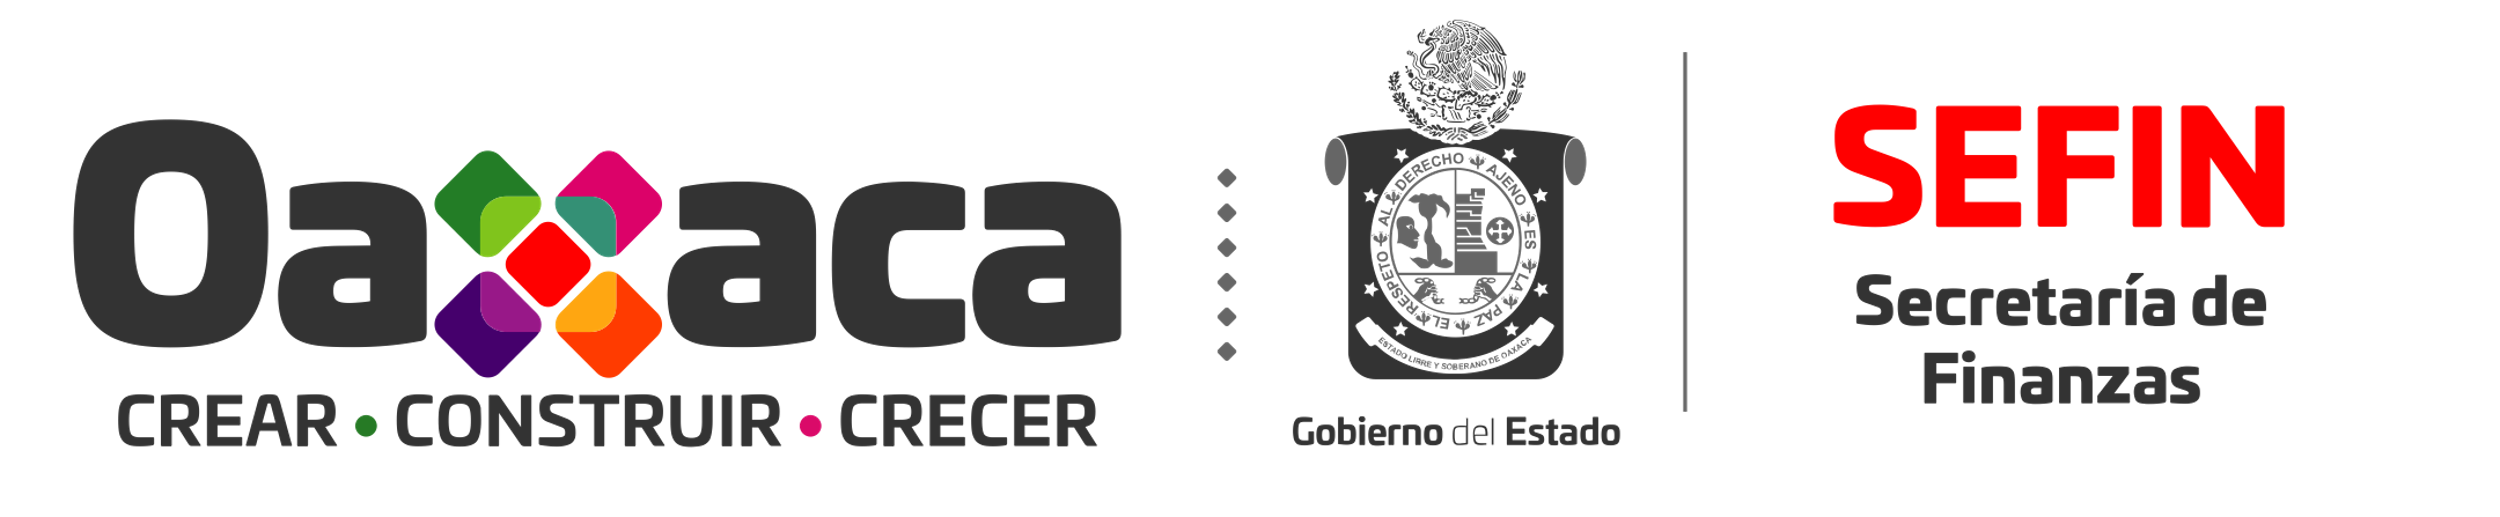 Oaxaca
CREAR • CONSTRUIR • CRECER
EL RESPETO AL DERECHO AJENO ES LA PAZ
ESTADO LIBRE Y SOBERANO DE OAXACA
Gobierno del Estado
SEFIN
Secretaría de
Finanzas